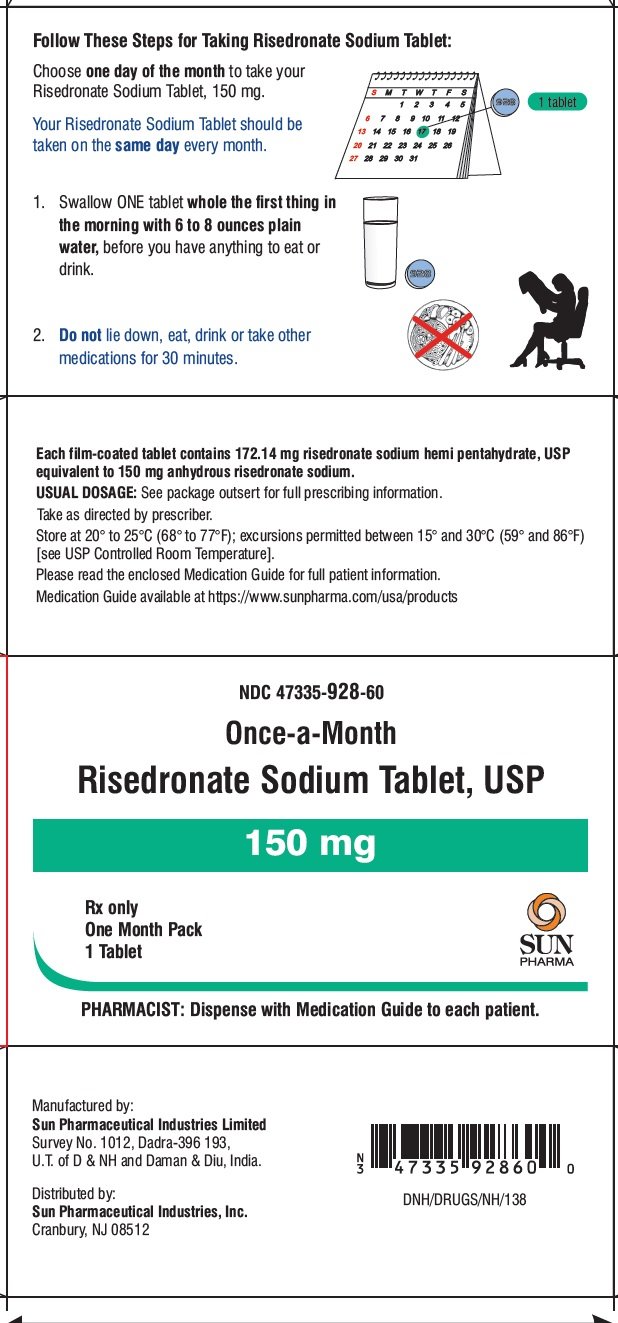 Follow These Steps for Taking Risedronate Sodium Tablet:
Choose one day of the month to take your
Risedronate Sodium Tablet, 150 mg.
Your Risedronate Sodium Tablet should be
taken on the same day every month.
S M T W T F S
1 2 3 4 5
6 7 8 9 10 11 12
13 14 15 16 17 18 19
20 21 22 23 24 25 26
27 28 29 30 31
1 tablet
1. Swallow ONE tablet whole the first thing in
the morning with 6 to 8 ounces plain
water, before you have anything to eat or
drink.
2. Do not lie down, eat, drink or take other
medications for 30 minutes.
Each film-coated tablet contains 172.14 mg risedronate sodium hemi pentahydrate, USP
equivalent to 150 mg anhydrous risedronate sodium.
USUAL DOSAGE: See package outsert for full prescribing information.
Take as directed by prescriber.
Store at 20° to 25°C (68° to 77°F); excursions permitted between 15° and 30°C (59° and 86°F)
[see USP Controlled Room Temperature].
Please read the enclosed Medication Guide for full patient information.
Medication Guide available at https://www.sunpharma.com/usa/products
NDC 47335-928-60
Once-a-Month
Risedronate Sodium Tablet, USP
150 mg
Rx only
One Month Pack
1 Tablet
SUN
PHARMA
PHARMACIST: Dispense with Medication Guide to each patient.
Manufactured by:
Sun Pharmaceutical Industries Limited
Survey No. 1012, Dadra-396 193,
U.T. of D & NH and Daman & Diu, India.
Distributed by:
Sun Pharmaceutical Industries, Inc.
Cranbury, NJ 08512
N
3 47335 92860 0
DNH/DRUGS/NH/138